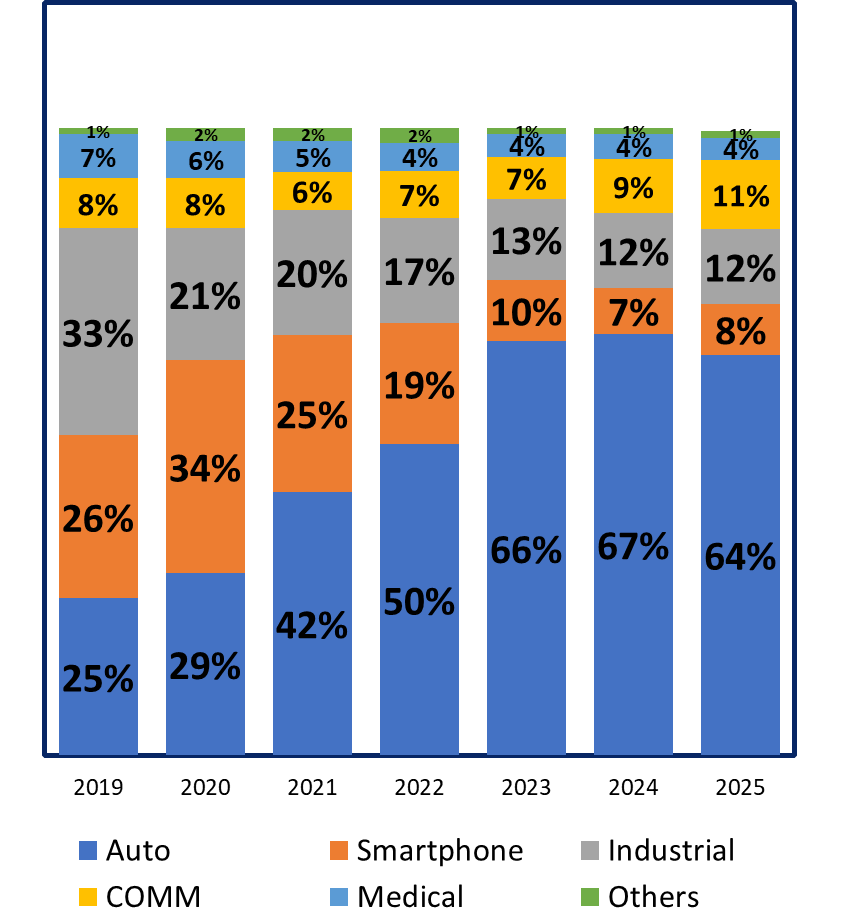 1% 2% 2% 2% 1% 1% 1%
7% 6% 5% 4% 4% 4% 4%
8% 8% 6% 7% 7% 9% 11%
33% 21% 20% 17% 13% 12% 12%
26% 34% 25% 19% 10% 7% 8%
25% 29% 42% 50% 66% 67% 64%
2019 2020 2021 2022 2023 2024 2025
Auto Smartphone Industrial
COMM Medical Others